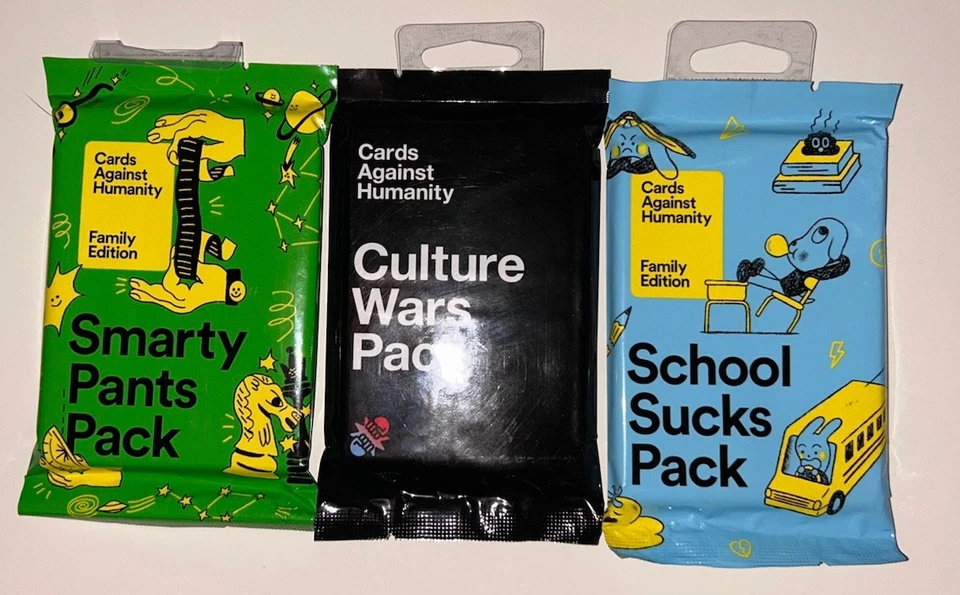 Cards
Against
Humanity
Family
Edition
Smarty
Pants
Pack
Cards
Against
Humanity
Culture
Wars
Pack
Cards
Against
Humanity
Family
Edition
School
Sucks
Pack